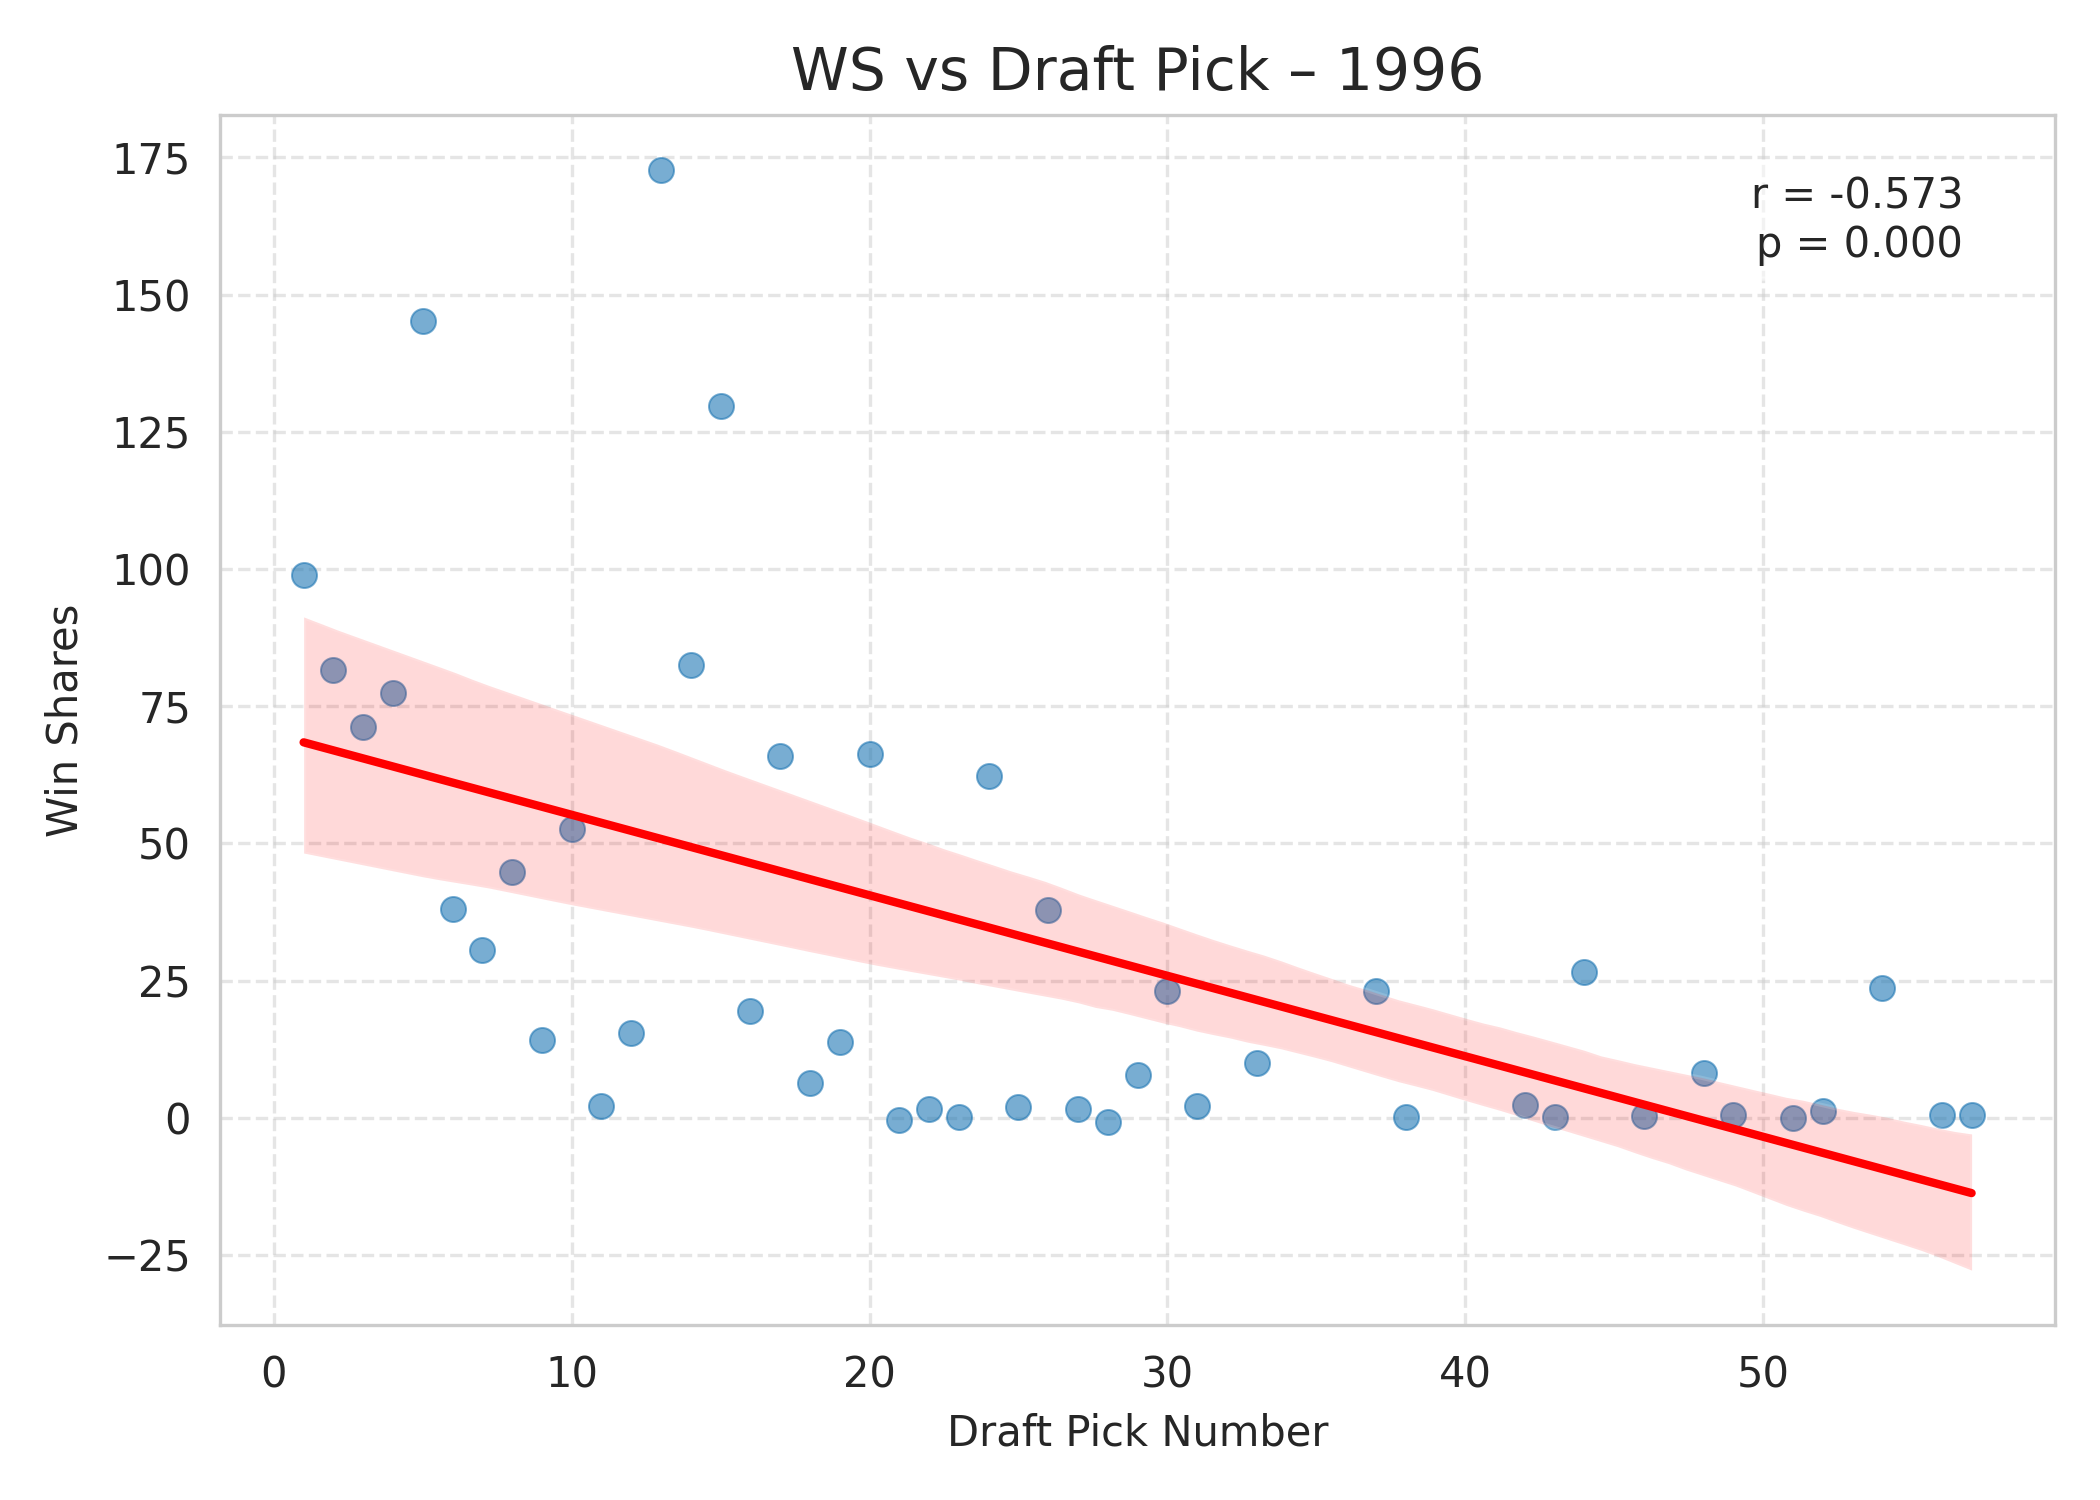 WS vs Draft Pick – 1996
r = -0.573
p = 0.000
Win Shares
175
150
125
100
75
50
25
0
−25
0 10 20 30 40 50
Draft Pick Number